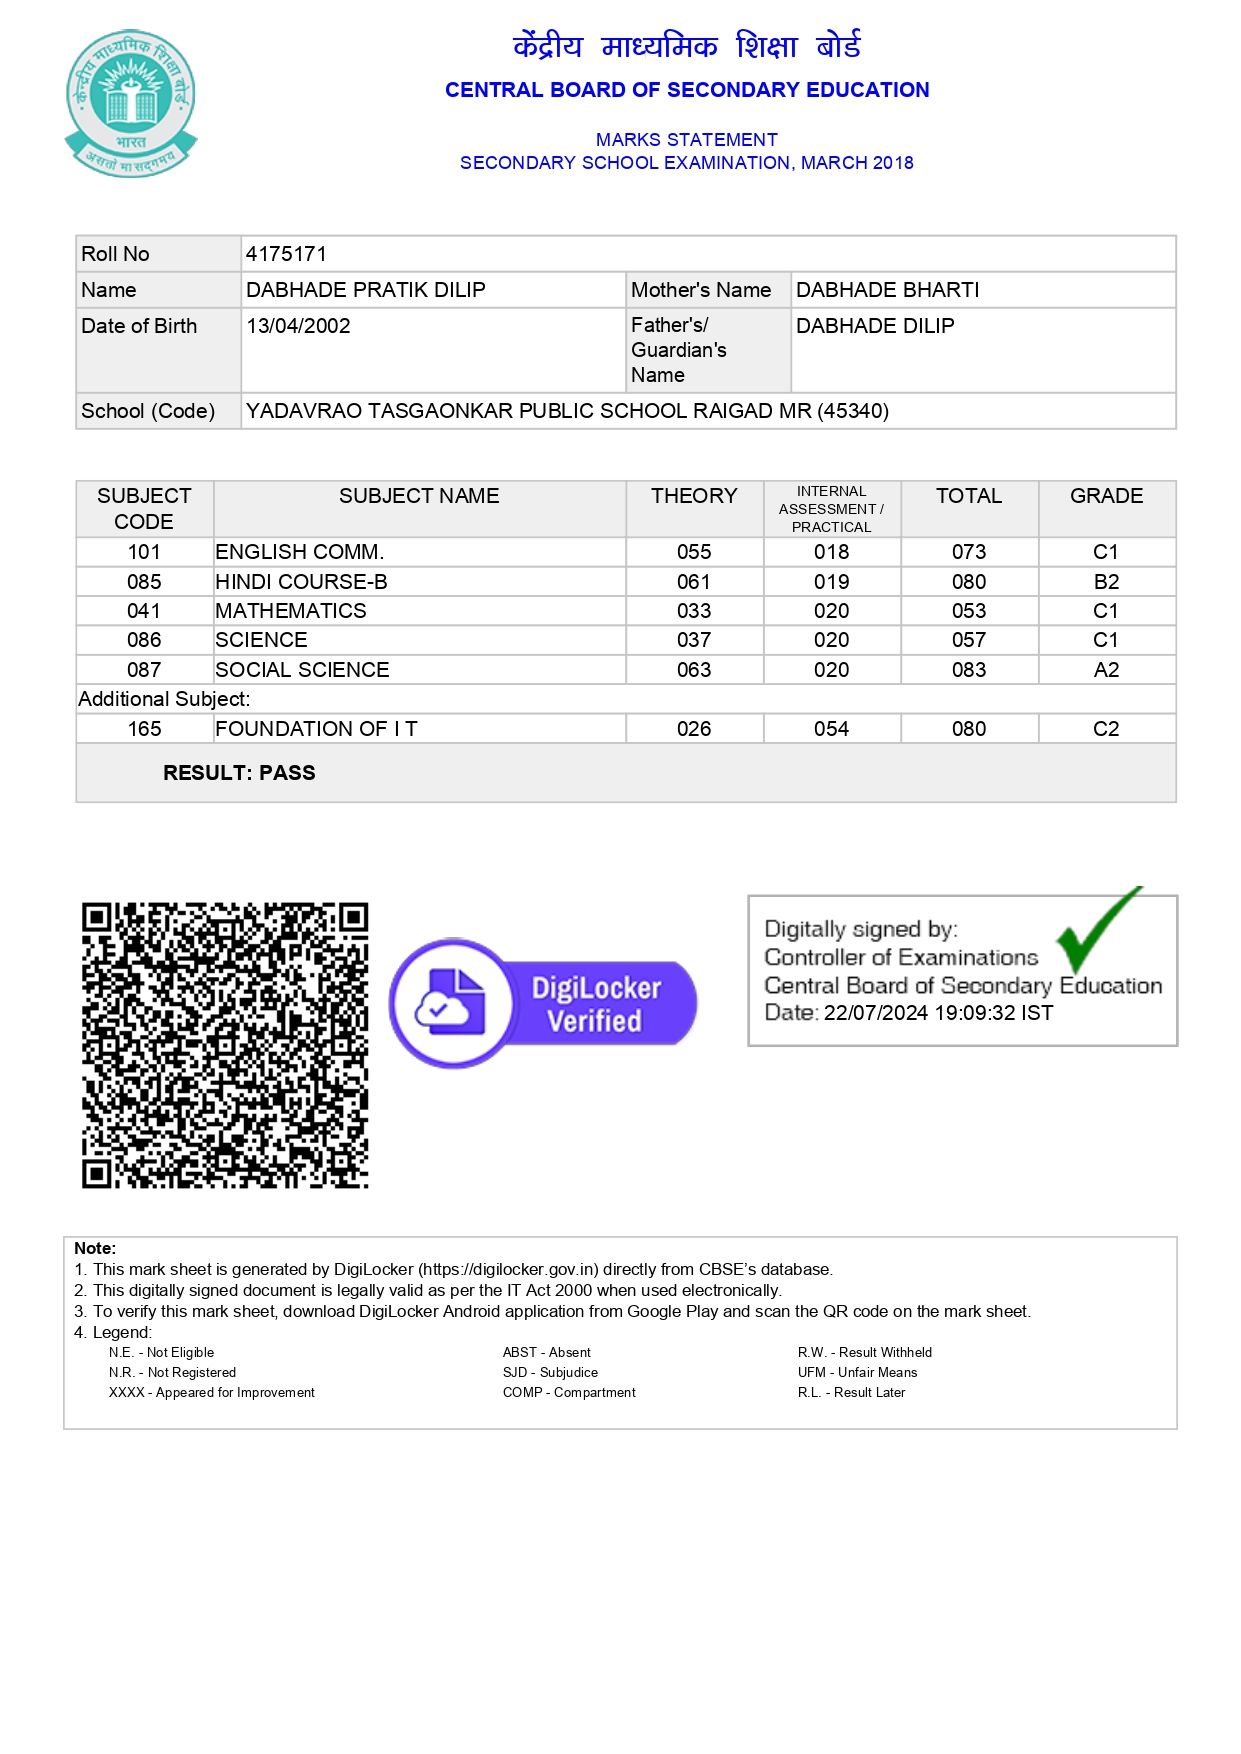 केंद्रीय माध्यमिक शिक्षा बोर्ड
CENTRAL BOARD OF SECONDARY EDUCATION
MARKS STATEMENT
SECONDARY SCHOOL EXAMINATION, MARCH 2018
केन्द्रीय माध्यमिक शिक्षा बोर्ड
भारत
असतो मा सद्गमय
Roll No 4175171
Name DABHADE PRATIK DILIP Mother's Name DABHADE BHARTI
Date of Birth 13/04/2002 Father's/ Guardian's Name DABHADE DILIP
School (Code) YADAVRAO TASGAONKAR PUBLIC SCHOOL RAIGAD MR (45340)
SUBJECT CODE SUBJECT NAME THEORY INTERNAL ASSESSMENT / PRACTICAL TOTAL GRADE
101 ENGLISH COMM. 055 018 073 C1
085 HINDI COURSE-B 061 019 080 B2
041 MATHEMATICS 033 020 053 C1
086 SCIENCE 037 020 057 C1
087 SOCIAL SCIENCE 063 020 083 A2
Additional Subject:
165 FOUNDATION OF I T 026 054 080 C2
RESULT: PASS
DigiLocker
Verified
Digitally signed by:
Controller of Examinations
Central Board of Secondary Education
Date: 22/07/2024 19:09:32 IST
Note:
1. This mark sheet is generated by DigiLocker (https://digilocker.gov.in) directly from CBSE’s database.
2. This digitally signed document is legally valid as per the IT Act 2000 when used electronically.
3. To verify this mark sheet, download DigiLocker Android application from Google Play and scan the QR code on the mark sheet.
4. Legend:
N.E. - Not Eligible ABST - Absent R.W. - Result Withheld
N.R. - Not Registered SJD - Subjudice UFM - Unfair Means
XXXX - Appeared for Improvement COMP - Compartment R.L. - Result Later